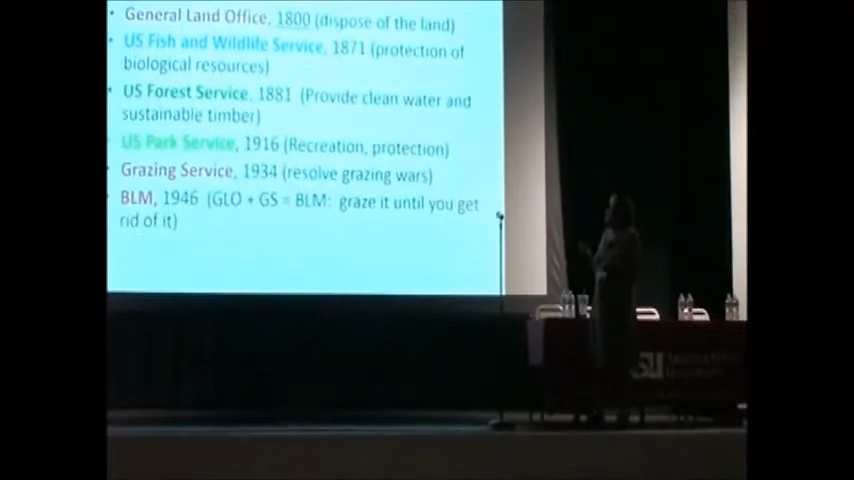 • General Land Office, 1800 (dispose of the land)
• US Fish and Wildlife Service, 1871 (protection of
biological resources)
• US Forest Service, 1881 (Provide clean water and
sustainable timber)
• US Park Service, 1916 (Recreation, protection)
• Grazing Service, 1934 (resolve grazing wars)
• BLM, 1946 (GLO + GS = BLM: graze it until you get
rid of it)
SU